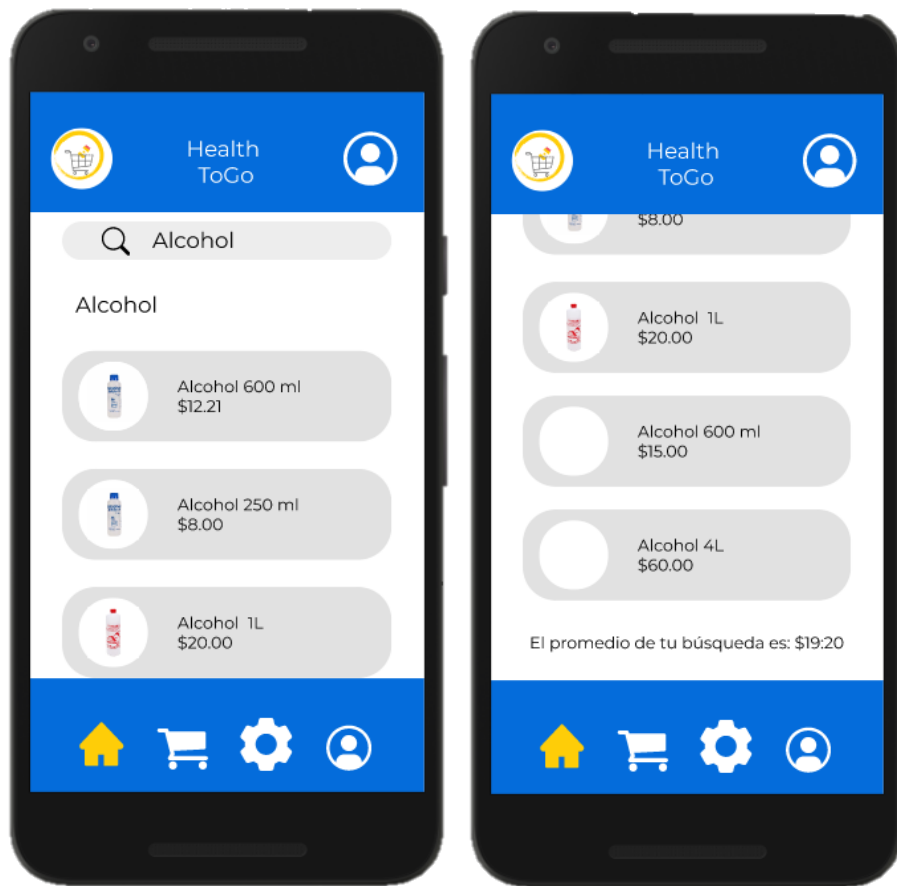 Health
ToGo
Alcohol
Alcohol
Alcohol 600 ml
$12.21
Alcohol 250 ml
$8.00
Alcohol 1L
$20.00
Health
ToGo
$8.00
Alcohol 1L
$20.00
Alcohol 600 ml
$15.00
Alcohol 4L
$60.00
El promedio de tu búsqueda es: $19:20